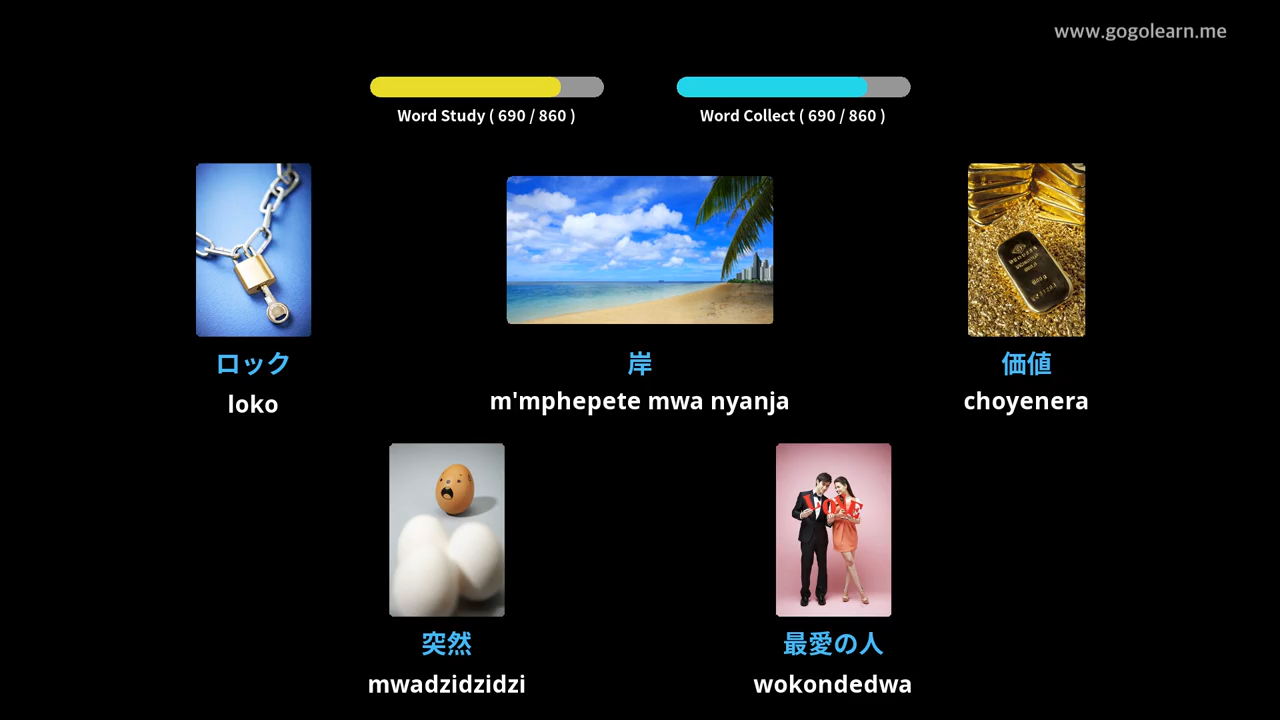 www.gogolearn.me
Word Study ( 690 / 860 )
Word Collect ( 690 / 860 )
ロック
loko
岸
m'mphepete mwa nyanja
価値
choyenera
突然
mwadzidzidzi
最愛の人
wokondedwa